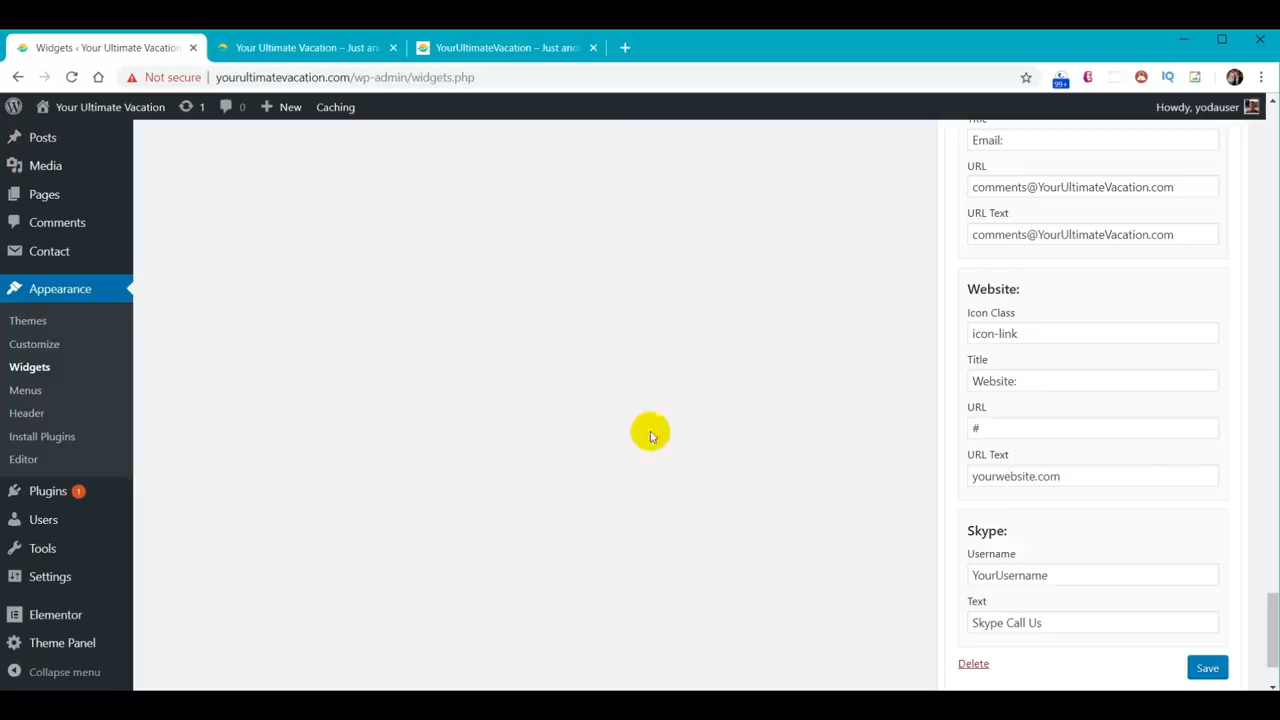 Widgets ‹ Your Ultimate Vacation
Your Ultimate Vacation – Just an
YourUltimateVacation – Just ano
Not secure
yourultimatevacation.com/wp-admin/widgets.php
99+
IQ
Your Ultimate Vacation
1
0
New
Caching
Howdy, yodauser
Posts
Media
Pages
Comments
Contact
Appearance
Themes
Customize
Widgets
Menus
Header
Install Plugins
Editor
Plugins 1
Users
Tools
Settings
Elementor
Theme Panel
Collapse menu
Title
Email:
URL
comments@YourUltimateVacation.com
URL Text
comments@YourUltimateVacation.com
Website:
Icon Class
icon-link
Title
Website:
URL
#
URL Text
yourwebsite.com
Skype:
Username
YourUsername
Text
Skype Call Us
Delete
Save